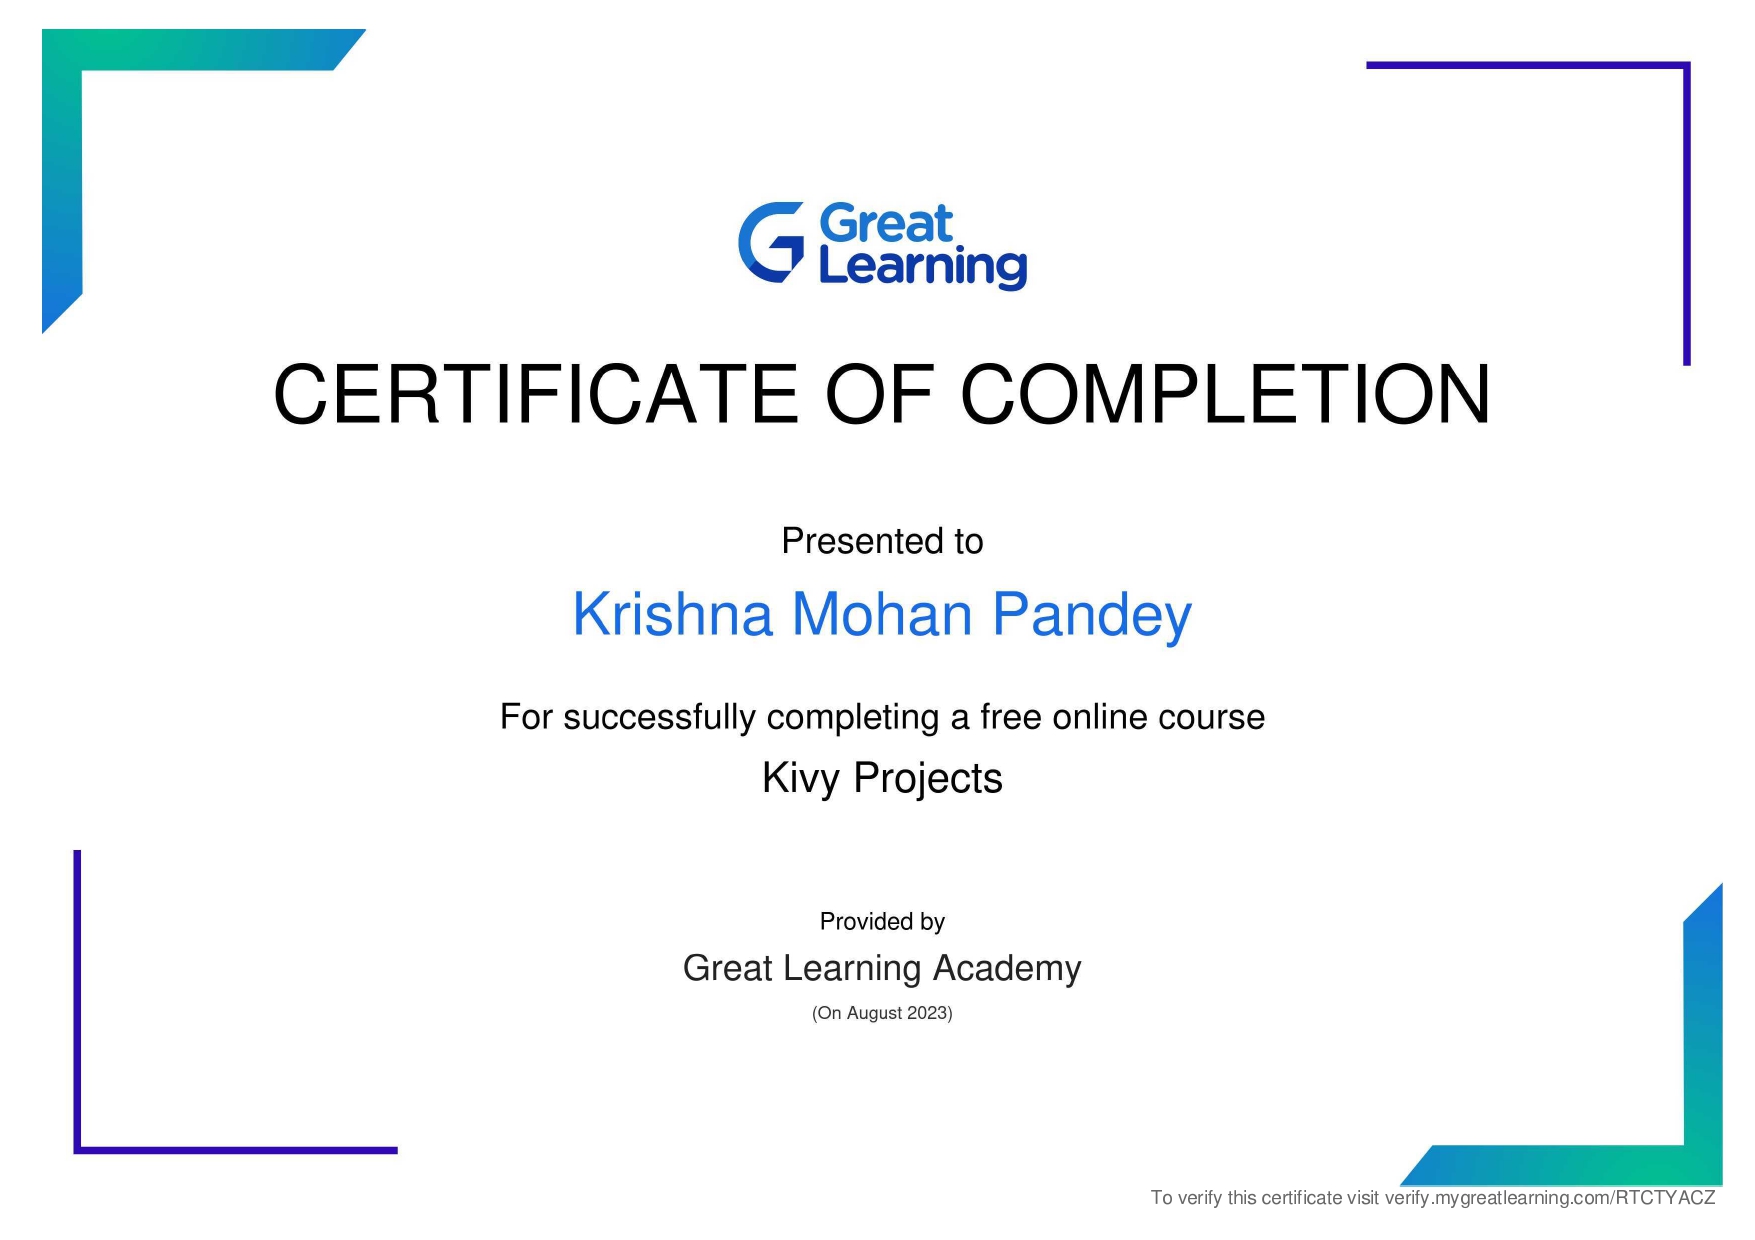 Great
Learning
CERTIFICATE OF COMPLETION
Presented to
Krishna Mohan Pandey
For successfully completing a free online course
Kivy Projects
Provided by
Great Learning Academy
(On August 2023)
To verify this certificate visit verify.mygreatlearning.com/RTCTYACZ